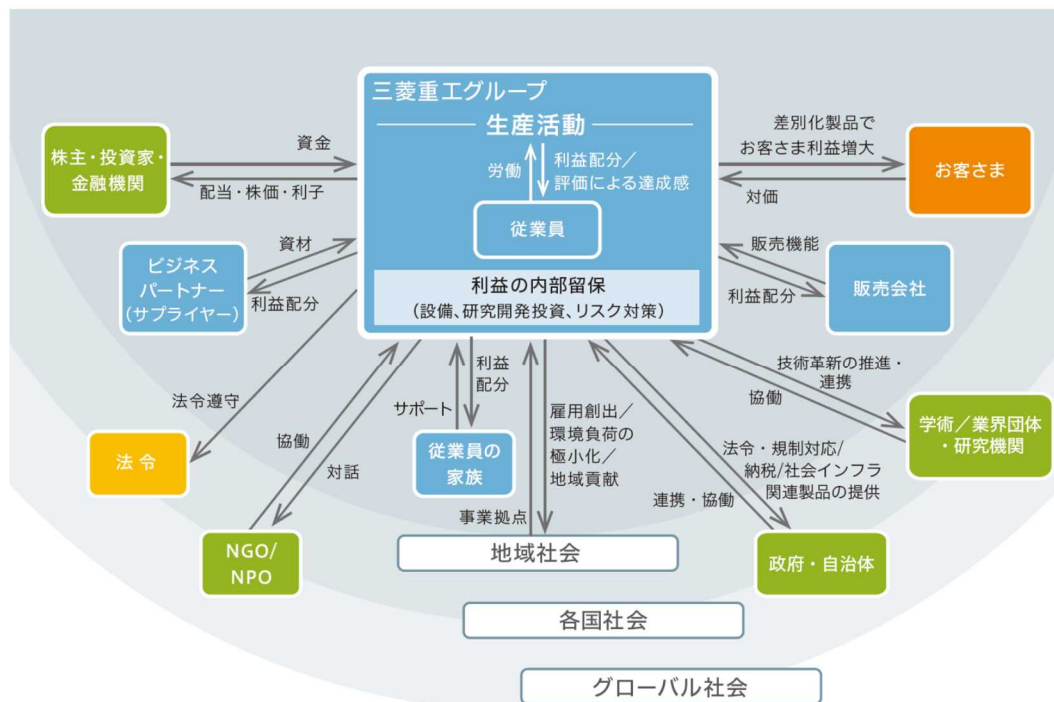 三菱重工グループ
生産活動
労働
利益配分／
評価による達成感
従業員
利益の内部留保
（設備、研究開発投資、リスク対策）
株主・投資家・
金融機関
資金
配当・株価・利子
差別化製品で
お客さま利益増大
対価
お客さま
ビジネス
パートナー
（サプライヤー）
資材
利益配分
販売機能
利益配分
販売会社
法令遵守
法 令
協働
対話
NGO/
NPO
サポート
利益
配分
従業員の
家族
雇用創出／
環境負荷の
極小化／
地域貢献
事業拠点
地域社会
技術革新の推進・
連携
協働
学術／業界団体
・研究機関
法令・規制対応/
納税/社会インフラ
関連製品の提供
連携・協働
政府・自治体
各国社会
グローバル社会